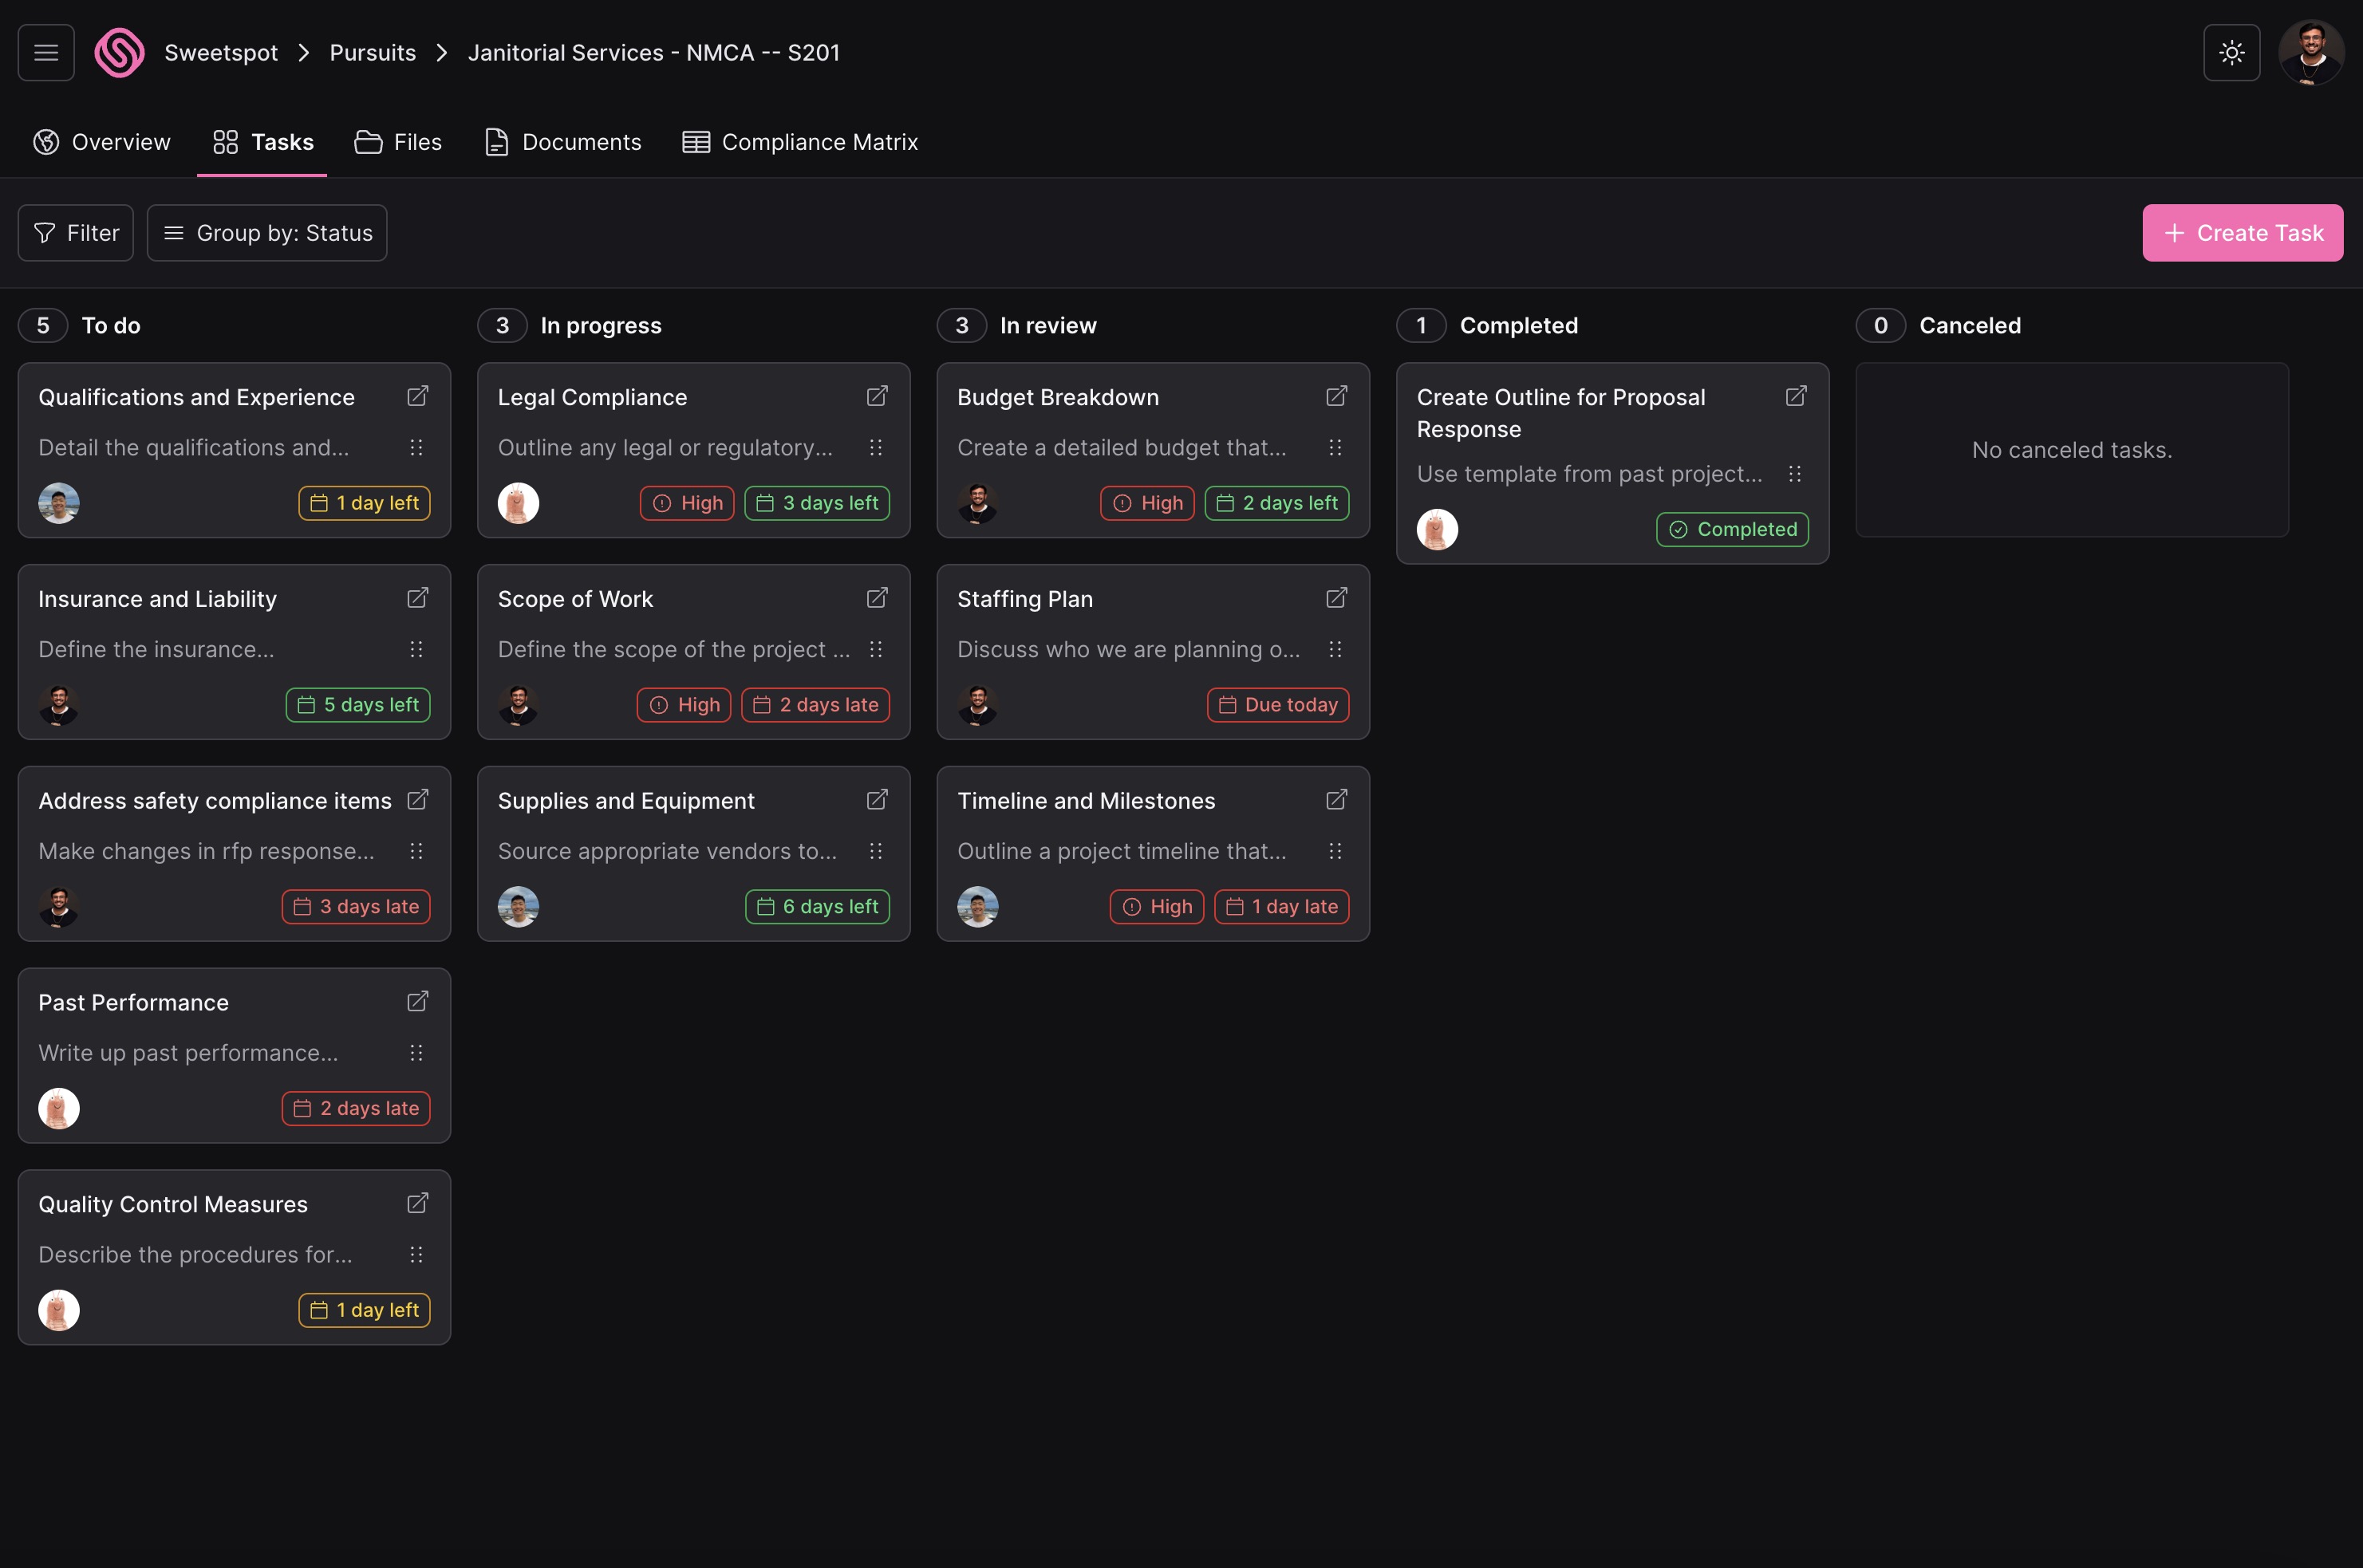 Sweetspot > Pursuits > Janitorial Services - NMCA -- S201
Overview
Tasks
Files
Documents
Compliance Matrix
Filter
Group by: Status
+ Create Task
5 To do
Qualifications and Experience
Detail the qualifications and...
1 day left
Insurance and Liability
Define the insurance...
5 days left
Address safety compliance items
Make changes in rfp response...
3 days late
Past Performance
Write up past performance...
2 days late
Quality Control Measures
Describe the procedures for...
1 day left
3 In progress
Legal Compliance
Outline any legal or regulatory...
High
3 days left
Scope of Work
Define the scope of the project ...
High
2 days late
Supplies and Equipment
Source appropriate vendors to...
6 days left
3 In review
Budget Breakdown
Create a detailed budget that...
High
2 days left
Staffing Plan
Discuss who we are planning o...
Due today
Timeline and Milestones
Outline a project timeline that...
High
1 day late
1 Completed
Create Outline for Proposal
Response
Use template from past project...
Completed
0 Canceled
No canceled tasks.